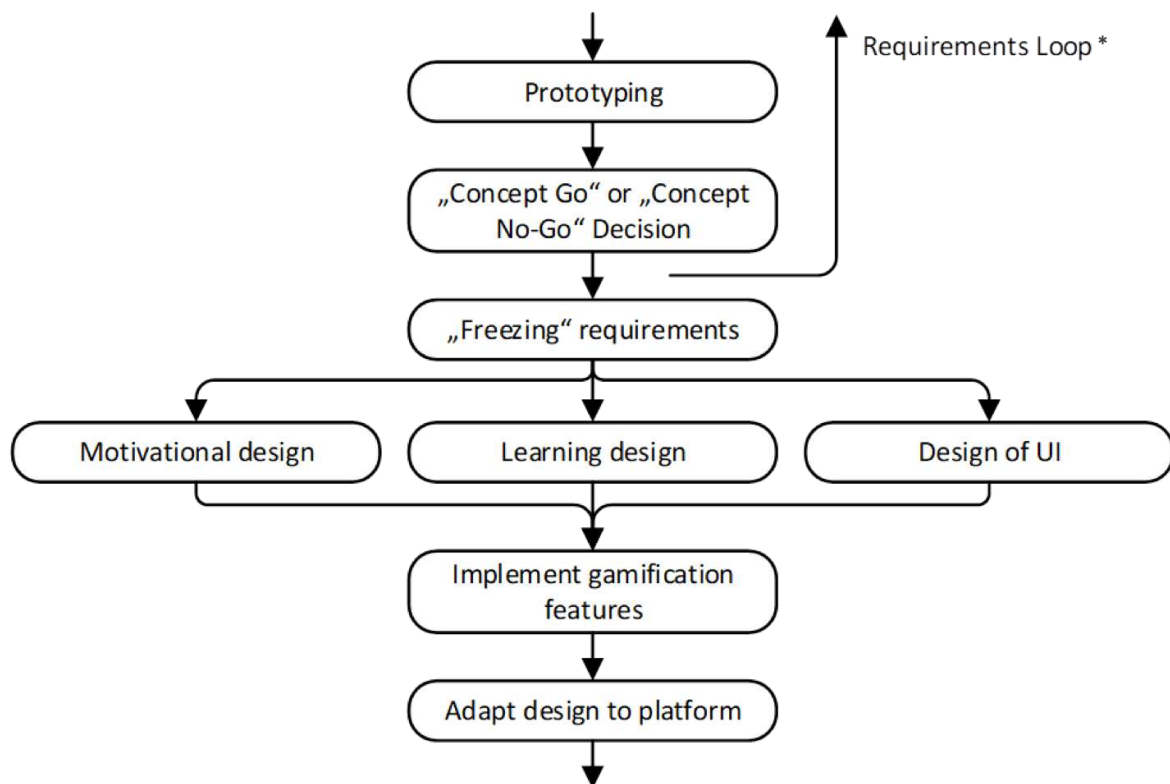 Requirements Loop *
Prototyping
„Concept Go“ or „Concept
No-Go“ Decision
„Freezing“ requirements
Motivational design
Learning design
Design of UI
Implement gamification
features
Adapt design to platform